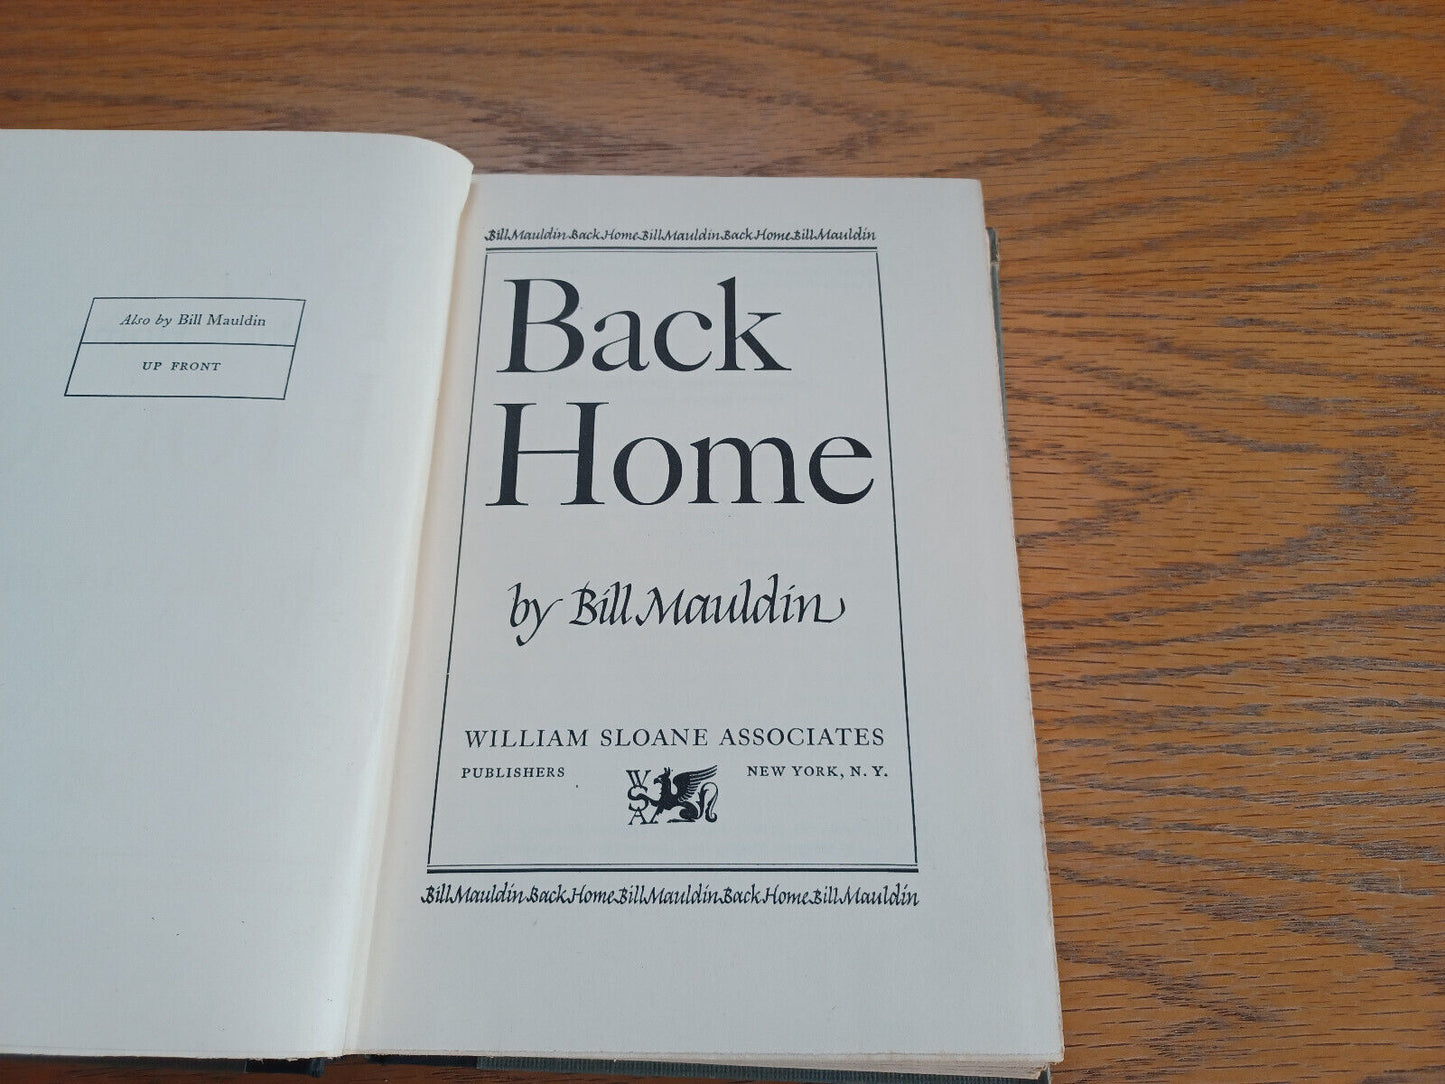 Also by Bill Mauldin
UP FRONT
Bill Mauldin Back Home Bill Mauldin Back Home Bill Mauldin
Back
Home
by Bill Mauldin
WILLIAM SLOANE ASSOCIATES
PUBLISHERS
NEW YORK, N. Y.
WSA
Bill Mauldin Back Home Bill Mauldin Back Home Bill Mauldin